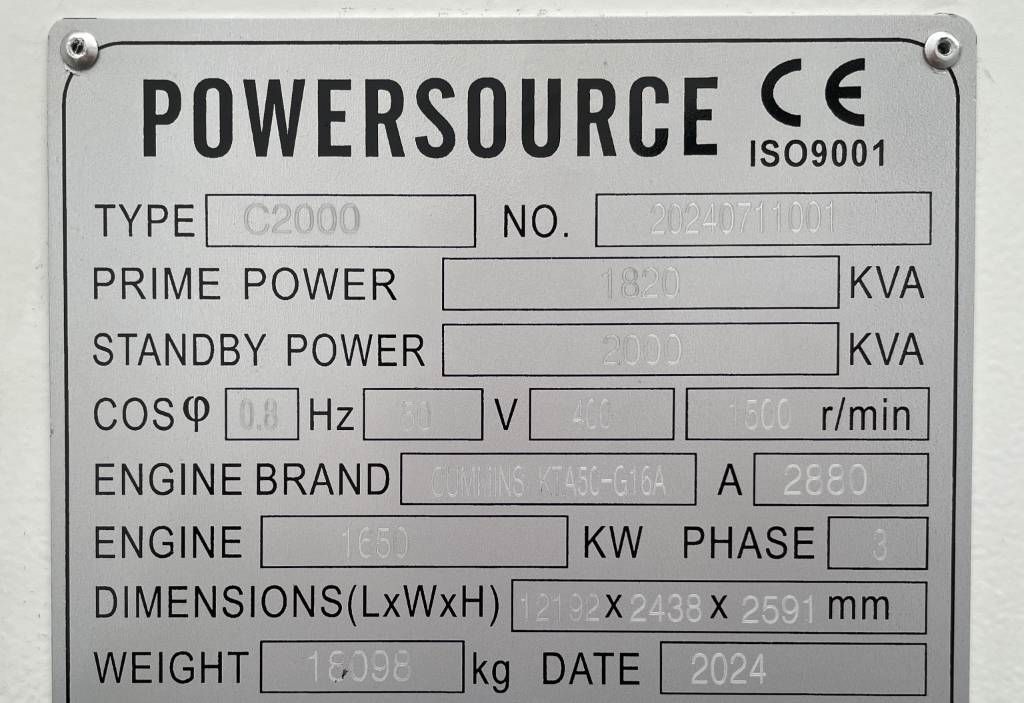 POWERSOURCE CE
ISO9001
TYPE C2000 NO. 20240711001
PRIME POWER 1820 KVA
STANDBY POWER 2000 KVA
COSφ 0.8 Hz V 400 1500 r/min
ENGINE BRAND CUMMINS KTA50-G16A A 2880
ENGINE 1650 KW PHASE 3
DIMENSIONS(LxWxH) 12192 x 2438 x 2591 mm
WEIGHT 18098 kg DATE 2024